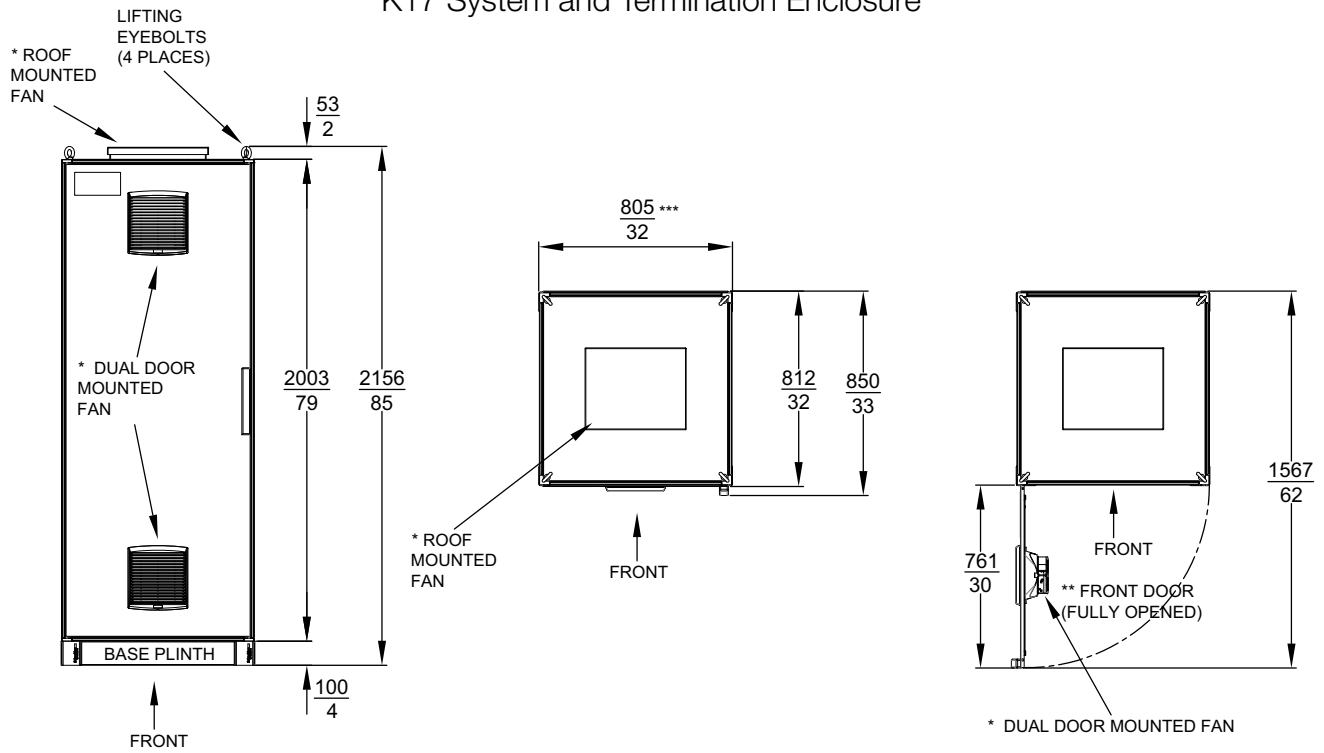 K17 System and Termination Enclosure
LIFTING
EYEBOLTS
(4 PLACES)
* ROOF
MOUNTED
FAN
53
2
* DUAL DOOR
MOUNTED
FAN
2003
79
2156
85
BASE PLINTH
100
4
FRONT
805 ***
32
812
32
850
33
* ROOF
MOUNTED
FAN
FRONT
1567
62
761
30
FRONT
** FRONT DOOR
(FULLY OPENED)
* DUAL DOOR MOUNTED FAN